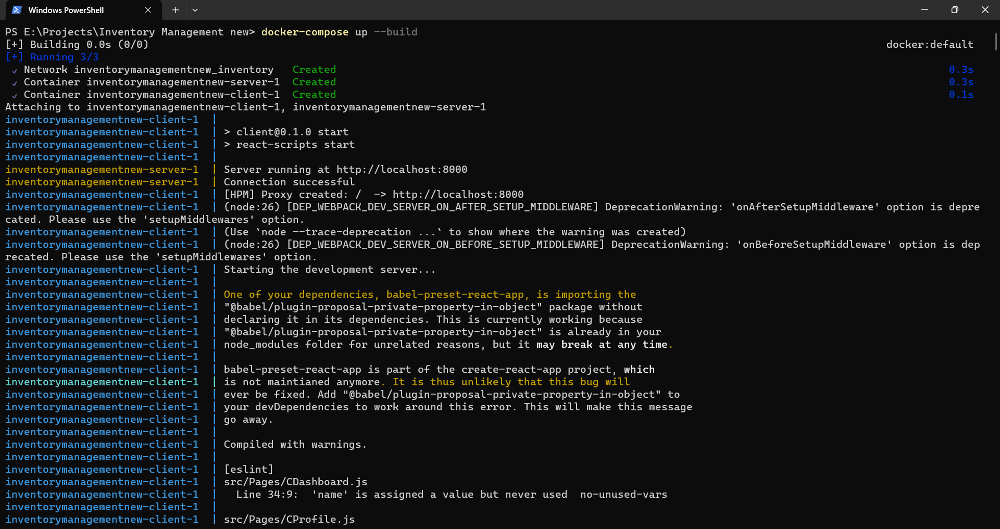 Windows PowerShell
PS E:\Projects\Inventory Management new> docker-compose up --build
[+] Building 0.0s (0/0) docker:default
[+] Running 3/3
✓ Network inventorymanagementnew_inventory Created 0.3s
✓ Container inventorymanagementnew-server-1 Created 0.3s
✓ Container inventorymanagementnew-client-1 Created 0.1s
Attaching to inventorymanagementnew-client-1, inventorymanagementnew-server-1
inventorymanagementnew-client-1 |
inventorymanagementnew-client-1 | > client@0.1.0 start
inventorymanagementnew-client-1 | > react-scripts start
inventorymanagementnew-client-1 |
inventorymanagementnew-server-1 | Server running at http://localhost:8000
inventorymanagementnew-server-1 | Connection successful
inventorymanagementnew-client-1 | [HPM] Proxy created: /  -> http://localhost:8000
inventorymanagementnew-client-1 | (node:26) [DEP_WEBPACK_DEV_SERVER_ON_AFTER_SETUP_MIDDLEWARE] DeprecationWarning: 'onAfterSetupMiddleware' option is depre
cated. Please use the 'setupMiddlewares' option.
inventorymanagementnew-client-1 | (Use `node --trace-deprecation ...` to show where the warning was created)
inventorymanagementnew-client-1 | (node:26) [DEP_WEBPACK_DEV_SERVER_ON_BEFORE_SETUP_MIDDLEWARE] DeprecationWarning: 'onBeforeSetupMiddleware' option is dep
recated. Please use the 'setupMiddlewares' option.
inventorymanagementnew-client-1 | Starting the development server...
inventorymanagementnew-client-1 |
inventorymanagementnew-client-1 | One of your dependencies, babel-preset-react-app, is importing the
inventorymanagementnew-client-1 | "@babel/plugin-proposal-private-property-in-object" package without
inventorymanagementnew-client-1 | declaring it in its dependencies. This is currently working because
inventorymanagementnew-client-1 | "@babel/plugin-proposal-private-property-in-object" is already in your
inventorymanagementnew-client-1 | node_modules folder for unrelated reasons, but it may break at any time.
inventorymanagementnew-client-1 |
inventorymanagementnew-client-1 | babel-preset-react-app is part of the create-react-app project, which
inventorymanagementnew-client-1 | is not maintianed anymore. It is thus unlikely that this bug will
inventorymanagementnew-client-1 | ever be fixed. Add "@babel/plugin-proposal-private-property-in-object" to
inventorymanagementnew-client-1 | your devDependencies to work around this error. This will make this message
inventorymanagementnew-client-1 | go away.
inventorymanagementnew-client-1 |
inventorymanagementnew-client-1 | Compiled with warnings.
inventorymanagementnew-client-1 |
inventorymanagementnew-client-1 | [eslint]
inventorymanagementnew-client-1 | src/Pages/CDashboard.js
inventorymanagementnew-client-1 |   Line 34:9:  'name' is assigned a value but never used  no-unused-vars
inventorymanagementnew-client-1 |
inventorymanagementnew-client-1 | src/Pages/CProfile.js